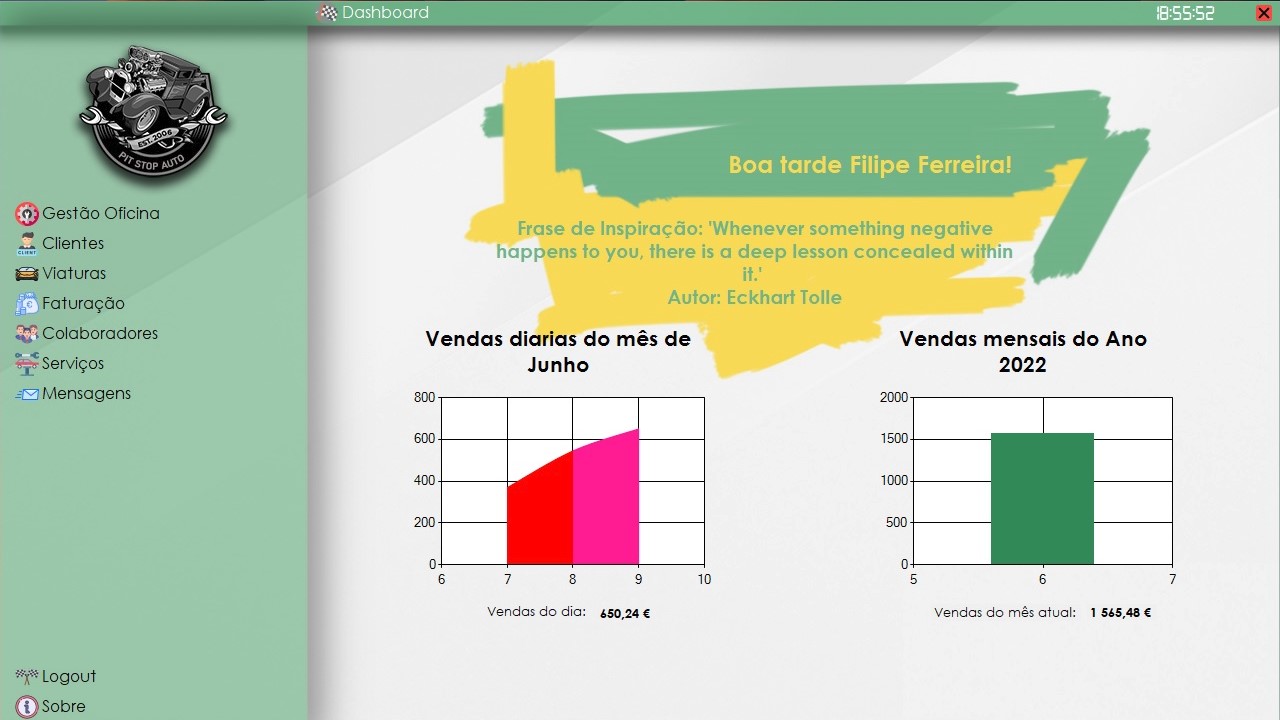 Dashboard
18:55:52
EST.2006
PIT STOP AUTO
Gestão Oficina
Clientes
CLIENT
Viaturas
Faturação
Colaboradores
Serviços
Mensagens
Logout
Sobre
Boa tarde Filipe Ferreira!
Frase de Inspiração: 'Whenever something negative
happens to you, there is a deep lesson concealed within
it.'
Autor: Eckhart Tolle
Vendas diarias do mês de
Junho
800
600
400
200
0
6 7 8 9 10
Vendas do dia: 650,24 €
Vendas mensais do Ano
2022
2000
1500
1000
500
0
5 6 7
Vendas do mês atual: 1 565,48 €